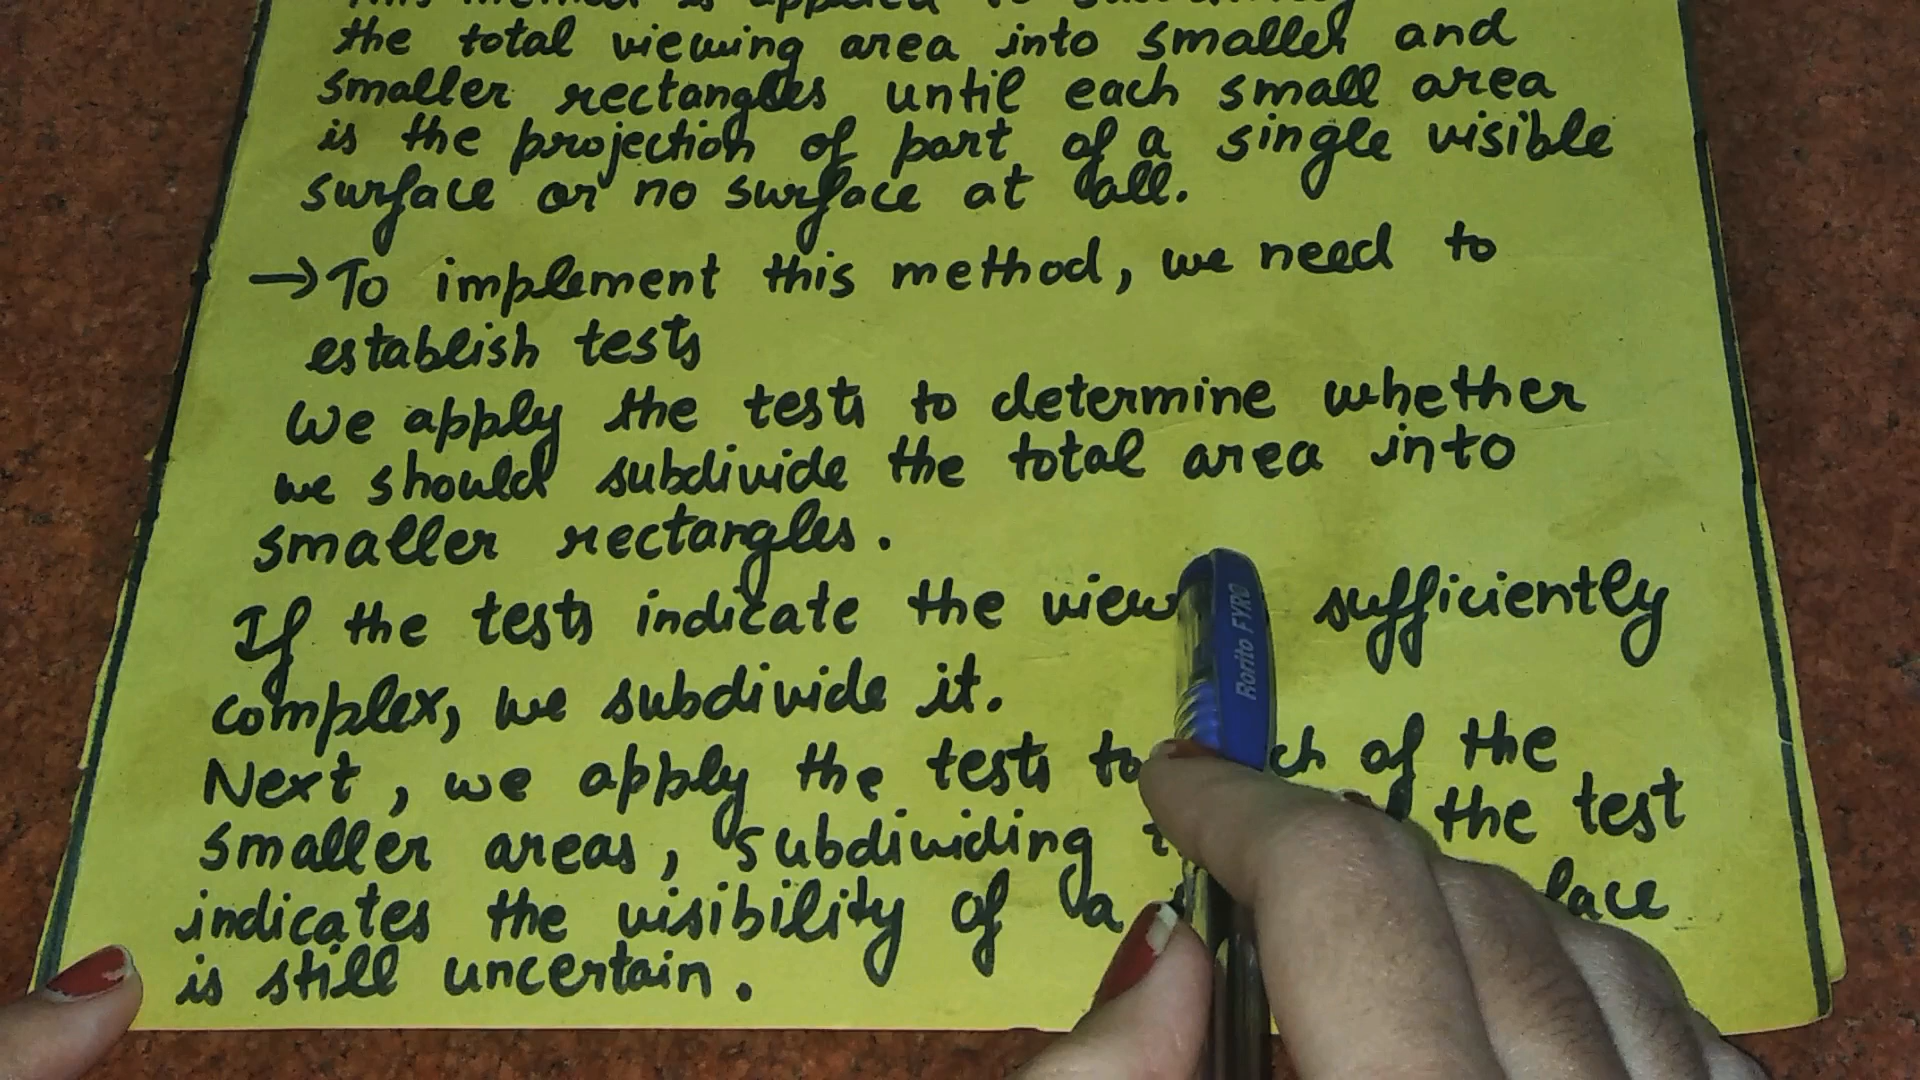 the total viewing area into smaller and
smaller rectangles until each small area
is the projection of part of a single visible
surface or no surface at all.
→ To implement this method, we need to
establish tests
We apply the tests to determine whether
we should subdivide the total area into
smaller rectangles.
If the tests indicate the view sufficiently
complex, we subdivide it.
Next, we apply the tests to of the
smaller areas, subdividing the test
indicates the visibility of a
is still uncertain.
Rorito FYRO